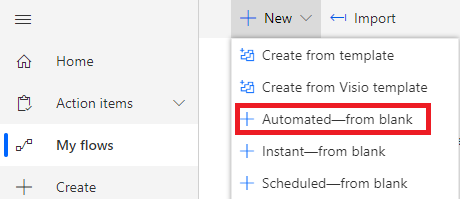 New
Import
Home
Action items
My flows
Create
Create from template
Create from Visio template
Automated—from blank
Instant—from blank
Scheduled—from blank